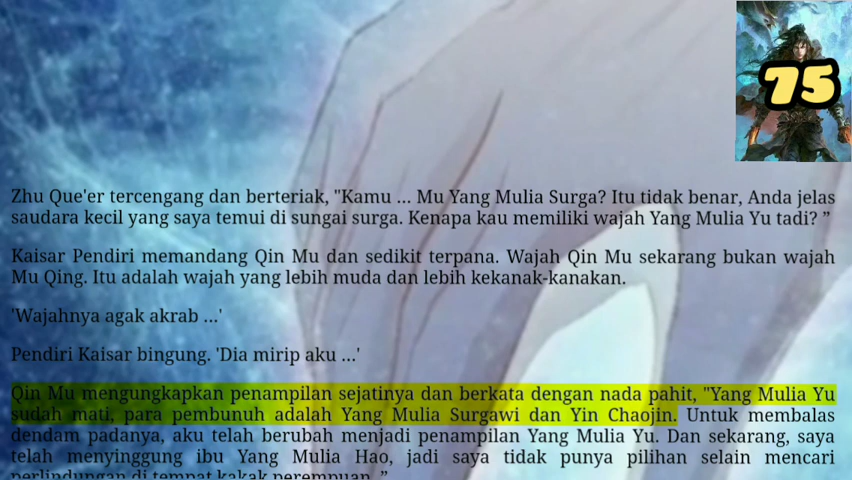 75
Zhu Que'er tercengang dan berteriak, "Kamu ... Mu Yang Mulia Surga? Itu tidak benar, Anda jelas
saudara kecil yang saya temui di sungai surga. Kenapa kau memiliki wajah Yang Mulia Yu tadi? ”
Kaisar Pendiri memandang Qin Mu dan sedikit terpana. Wajah Qin Mu sekarang bukan wajah
Mu Qing. Itu adalah wajah yang lebih muda dan lebih kekanak-kanakan.
'Wajahnya agak akrab ...'
Pendiri Kaisar bingung. 'Dia mirip aku ...'
Qin Mu mengungkapkan penampilan sejatinya dan berkata dengan nada pahit, "Yang Mulia Yu
sudah mati, para pembunuh adalah Yang Mulia Surgawi dan Yin Chaojin. Untuk membalas
dendam padanya, aku telah berubah menjadi penampilan Yang Mulia Yu. Dan sekarang, saya
telah menyinggung ibu Yang Mulia Hao, jadi saya tidak punya pilihan selain mencari
perlindungan di tempat kakak perempuan. ”